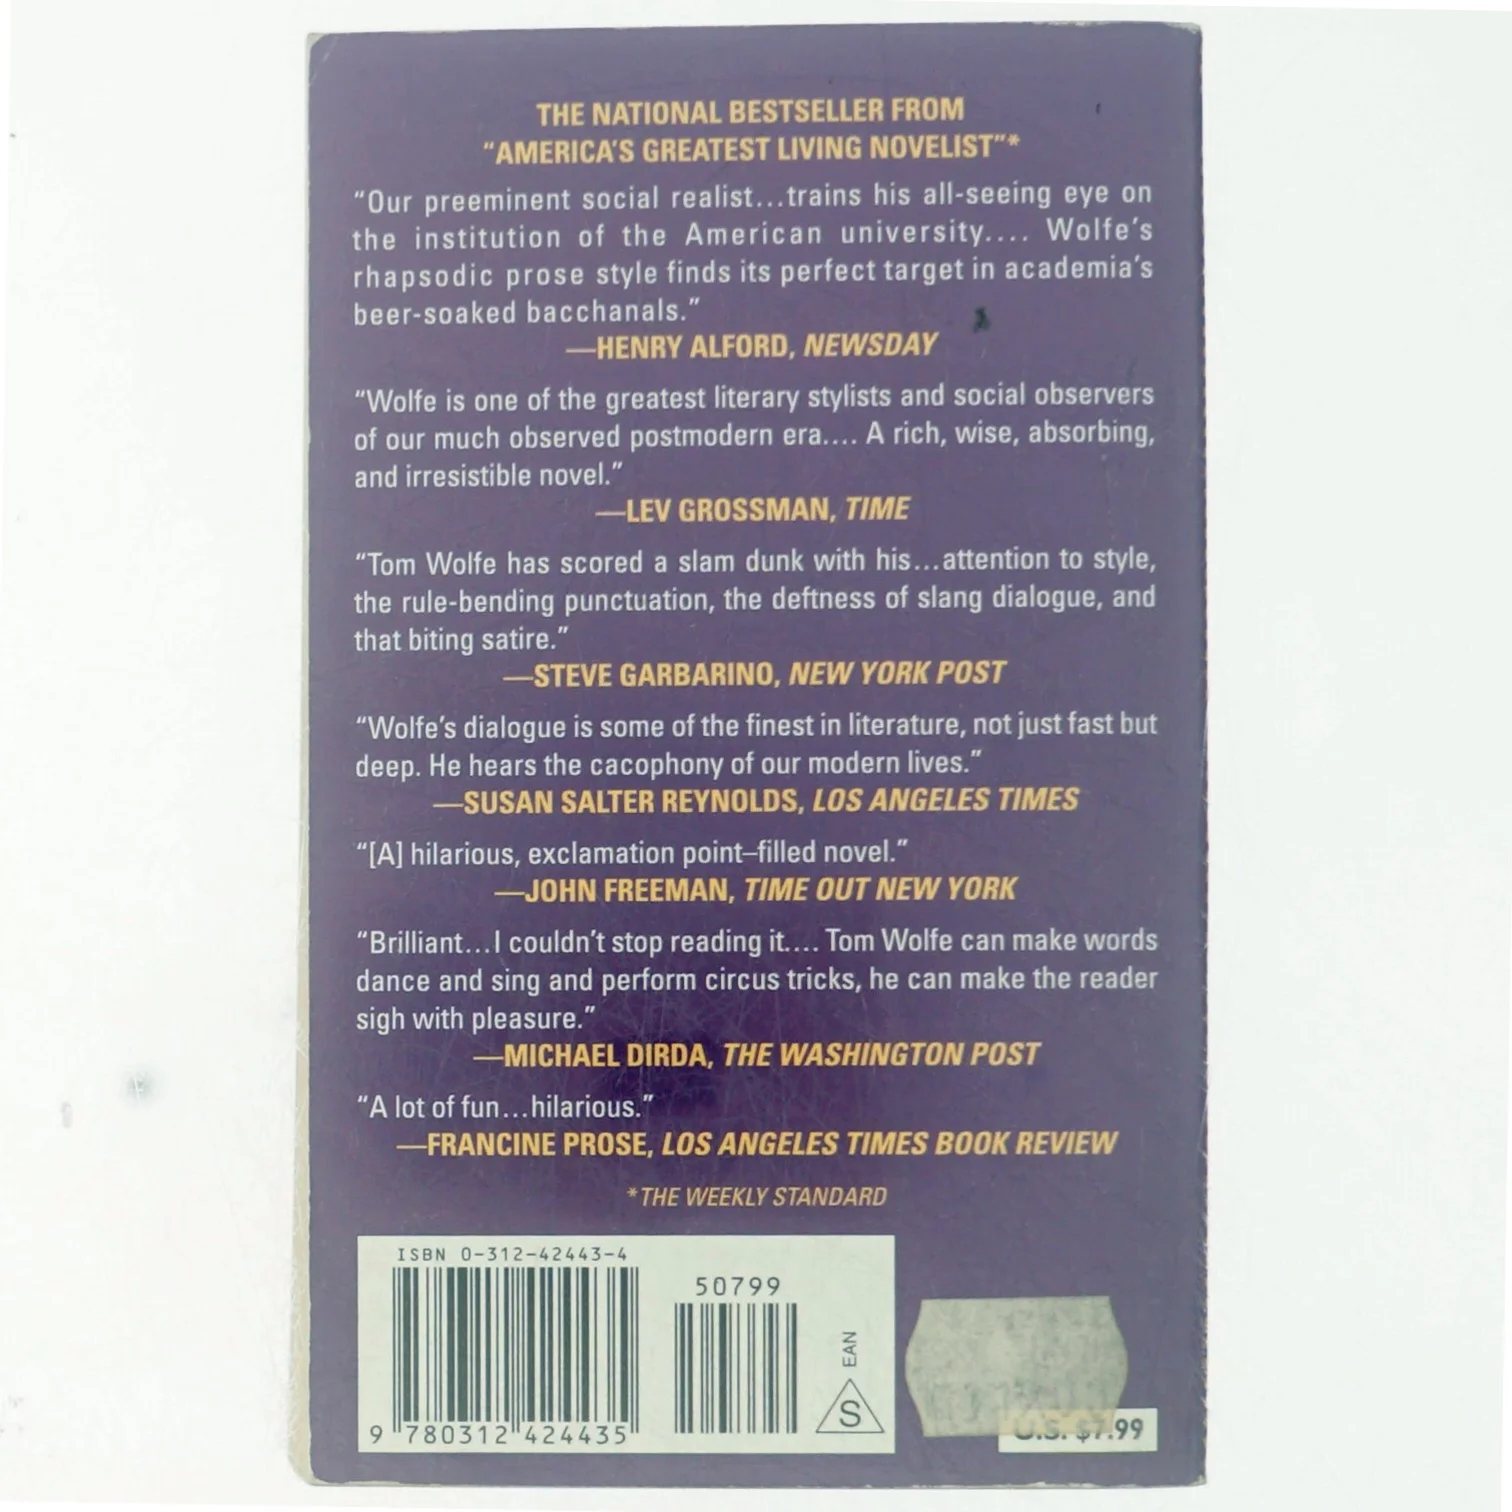 THE NATIONAL BESTSELLER FROM
"AMERICA'S GREATEST LIVING NOVELIST"*
"Our preeminent social realist...trains his all-seeing eye on
the institution of the American university.... Wolfe's
rhapsodic prose style finds its perfect target in academia's
beer-soaked bacchanals."
—HENRY ALFORD, NEWSDAY
"Wolfe is one of the greatest literary stylists and social observers
of our much observed postmodern era.... A rich, wise, absorbing,
and irresistible novel."
—LEV GROSSMAN, TIME
"Tom Wolfe has scored a slam dunk with his...attention to style,
the rule-bending punctuation, the deftness of slang dialogue, and
that biting satire."
—STEVE GARBARINO, NEW YORK POST
"Wolfe's dialogue is some of the finest in literature, not just fast but
deep. He hears the cacophony of our modern lives."
—SUSAN SALTER REYNOLDS, LOS ANGELES TIMES
"[A] hilarious, exclamation point–filled novel."
—JOHN FREEMAN, TIME OUT NEW YORK
"Brilliant...I couldn't stop reading it.... Tom Wolfe can make words
dance and sing and perform circus tricks, he can make the reader
sigh with pleasure."
—MICHAEL DIRDA, THE WASHINGTON POST
"A lot of fun...hilarious."
—FRANCINE PROSE, LOS ANGELES TIMES BOOK REVIEW
*THE WEEKLY STANDARD
ISBN 0-312-42443-4
50799
EAN
S
9 780312 424435
U.S. $7.99